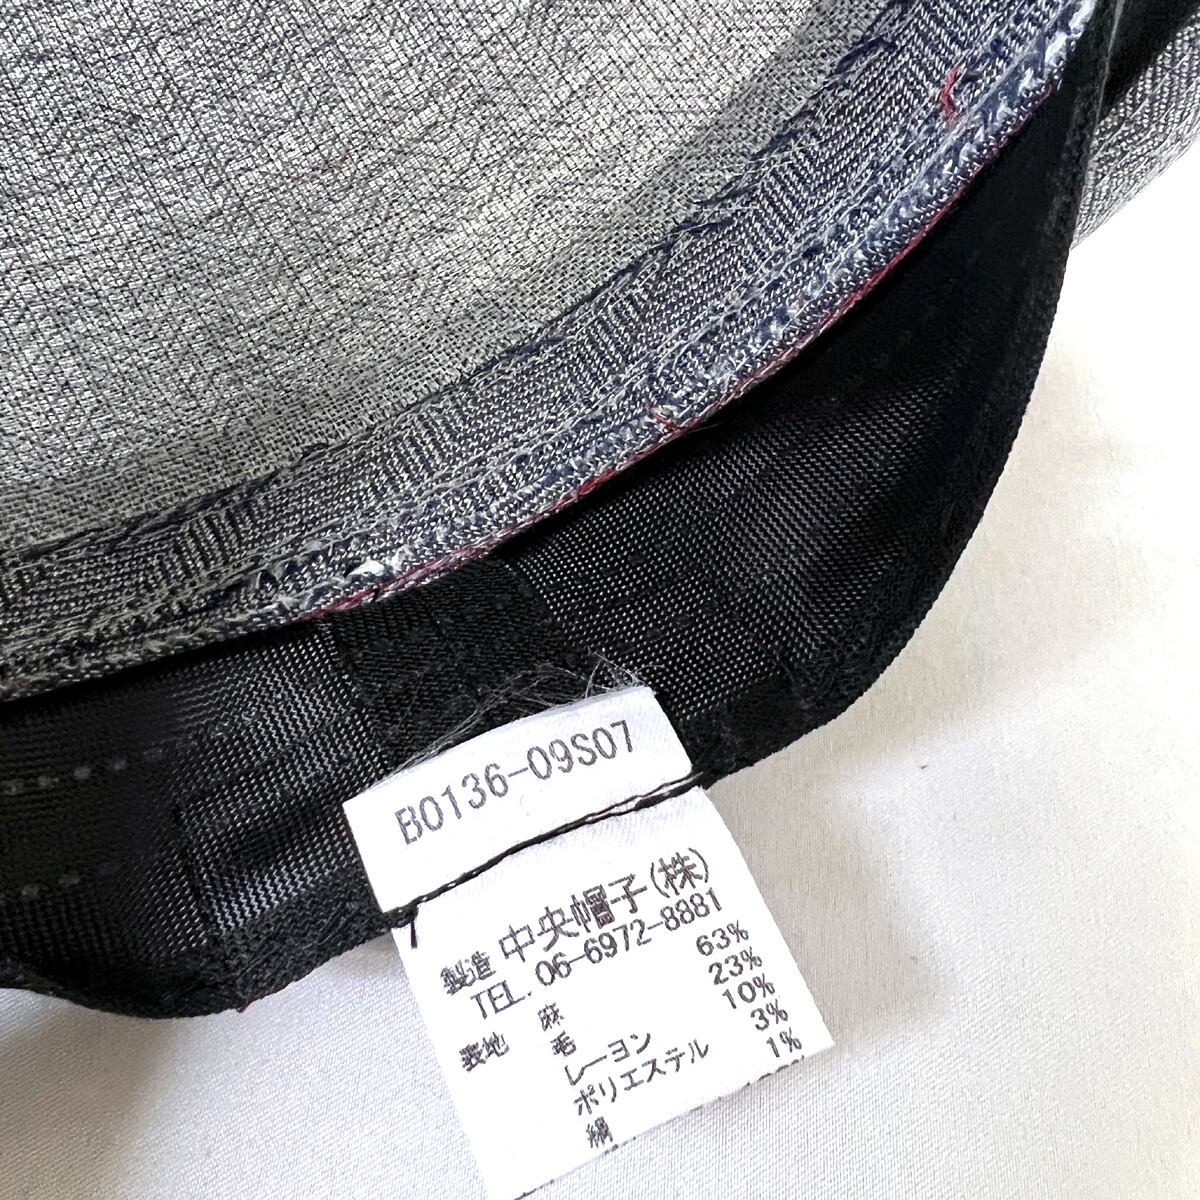 B0136-09S07
製造 中央帽子(株)
TEL. 06-6972-8881
表地 麻 63%
毛 23%
レーヨン 10%
ポリエステル 3%
絹 1%